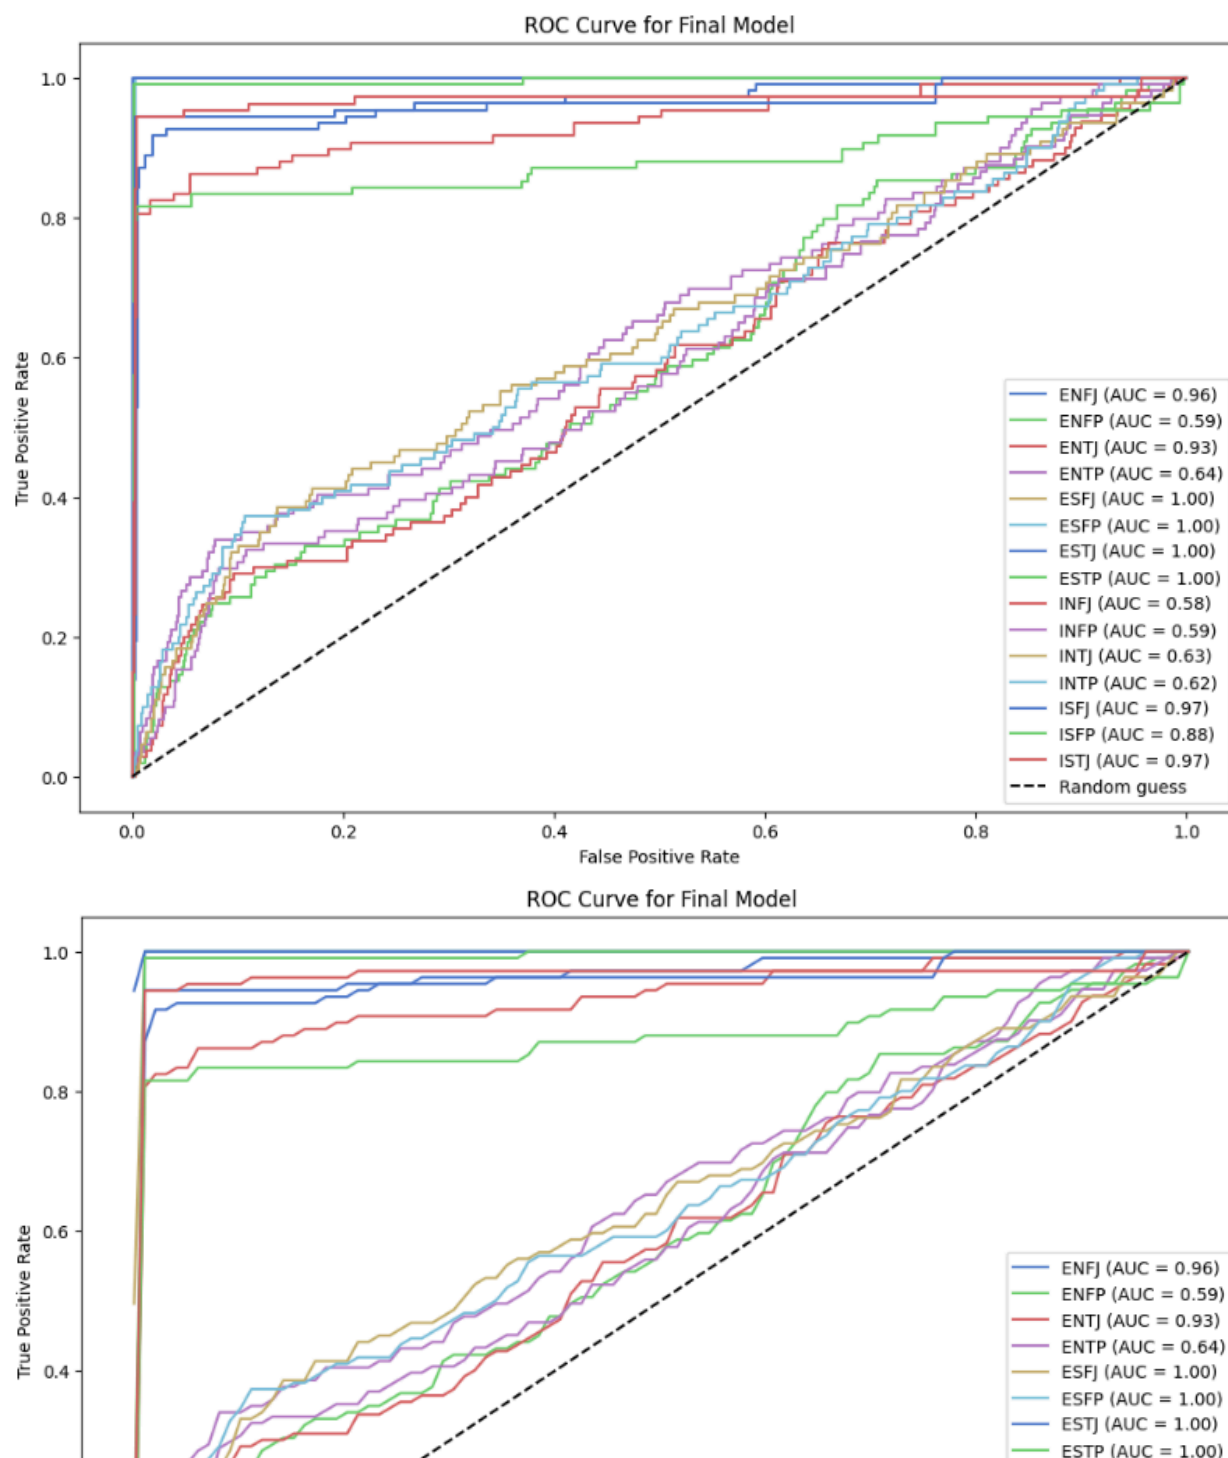 ROC Curve for Final Model
1.0
0.8
0.6
0.4
0.2
0.0
True Positive Rate
ENFJ (AUC = 0.96)
ENFP (AUC = 0.59)
ENTJ (AUC = 0.93)
ENTP (AUC = 0.64)
ESFJ (AUC = 1.00)
ESFP (AUC = 1.00)
ESTJ (AUC = 1.00)
ESTP (AUC = 1.00)
INFJ (AUC = 0.58)
INFP (AUC = 0.59)
INTJ (AUC = 0.63)
INTP (AUC = 0.62)
ISFJ (AUC = 0.97)
ISFP (AUC = 0.88)
ISTJ (AUC = 0.97)
Random guess
0.0 0.2 0.4 0.6 0.8 1.0
False Positive Rate
ROC Curve for Final Model
1.0
0.8
0.6
0.4
True Positive Rate
ENFJ (AUC = 0.96)
ENFP (AUC = 0.59)
ENTJ (AUC = 0.93)
ENTP (AUC = 0.64)
ESFJ (AUC = 1.00)
ESFP (AUC = 1.00)
ESTJ (AUC = 1.00)
ESTP (AUC = 1.00)